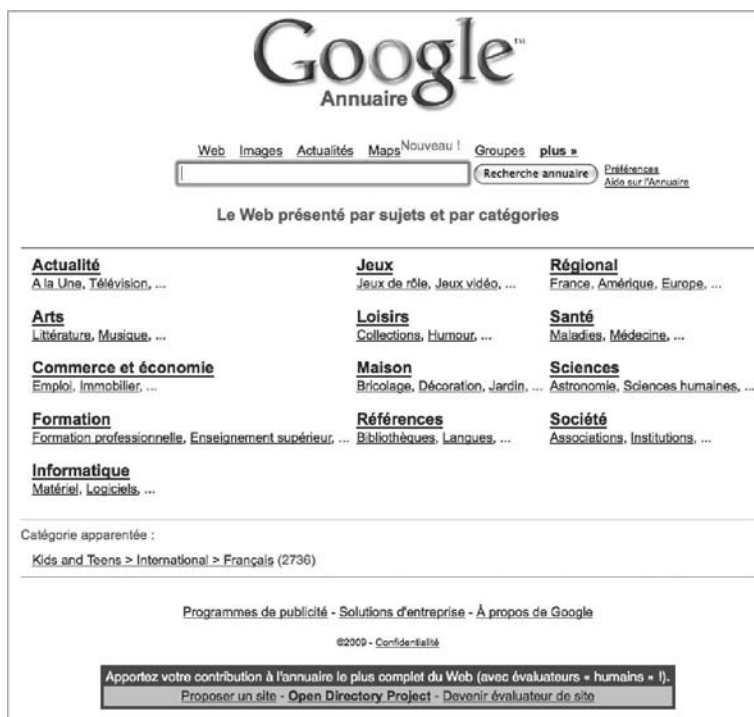 Google™
Annuaire
Web Images Actualités Maps Nouveau ! Groupes plus »
Recherche annuaire Préférences
Aide sur l'Annuaire
Le Web présenté par sujets et par catégories
Actualité Jeux Régional
A la Une, Télévision, ... Jeux de rôle, Jeux vidéo, ... France, Amérique, Europe, ...
Arts Loisirs Santé
Littérature, Musique, ... Collections, Humour, ... Maladies, Médecine, ...
Commerce et économie Maison Sciences
Emploi, Immobilier, ... Bricolage, Décoration, Jardin, ... Astronomie, Sciences humaines, ...
Formation Références Société
Formation professionnelle, Enseignement supérieur, ... Bibliothèques, Langues, ... Associations, Institutions, ...
Informatique
Matériel, Logiciels, ...
Catégorie apparentée :
Kids and Teens > International > Français (2736)
Programmes de publicité - Solutions d'entreprise - À propos de Google
©2009 - Confidentialité
Apportez votre contribution à l'annuaire le plus complet du Web (avec évaluateurs « humains » !).
Proposer un site - Open Directory Project - Devenir évaluateur de site